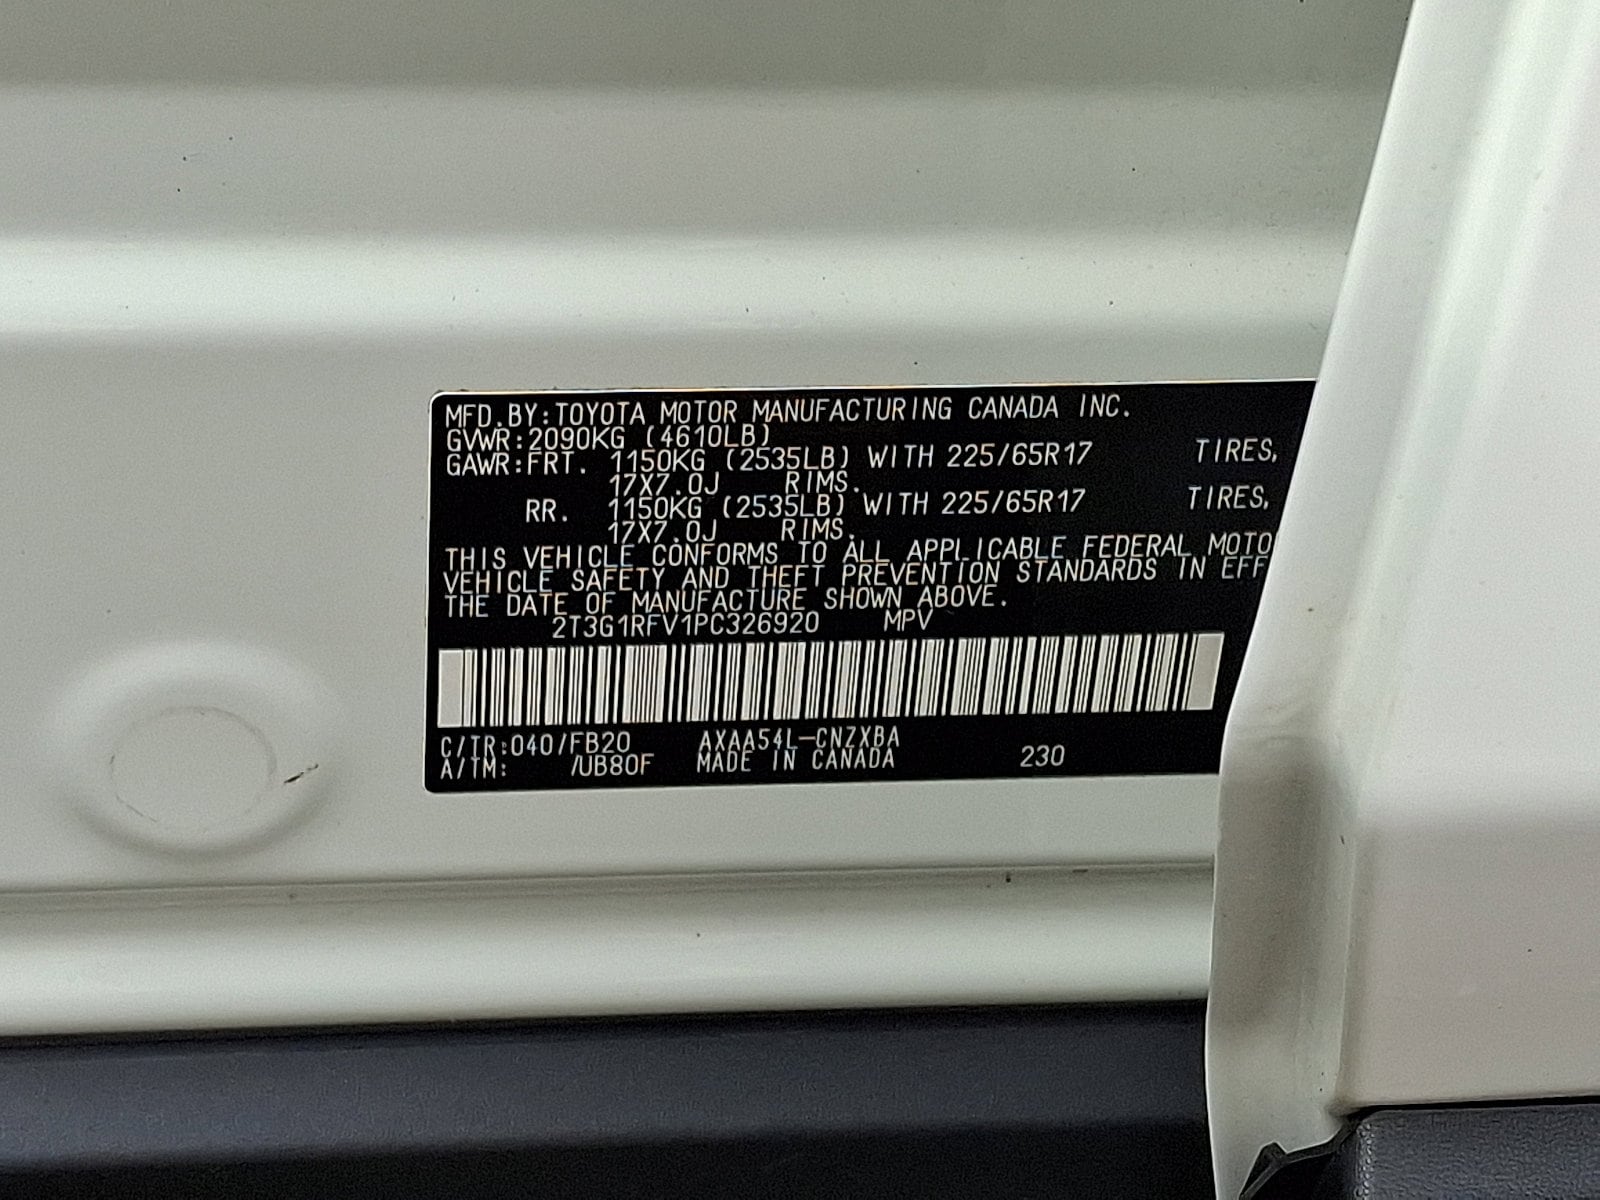 MFD.BY:TOYOTA MOTOR MANUFACTURING CANADA INC.
GVWR:2090KG (4610LB)
GAWR:FRT. 1150KG (2535LB) WITH 225/65R17 TIRES,
17X7.0J RIMS.
RR. 1150KG (2535LB) WITH 225/65R17 TIRES,
17X7.0J RIMS.
THIS VEHICLE CONFORMS TO ALL APPLICABLE FEDERAL MOTO
VEHICLE SAFETY AND THEFT PREVENTION STANDARDS IN EFF
THE DATE OF MANUFACTURE SHOWN ABOVE.
2T3G1RFV1PC326920 MPV
C/TR:040/FB20 AXAA54L-CNZXBA
A/TM: /UB80F MADE IN CANADA 230